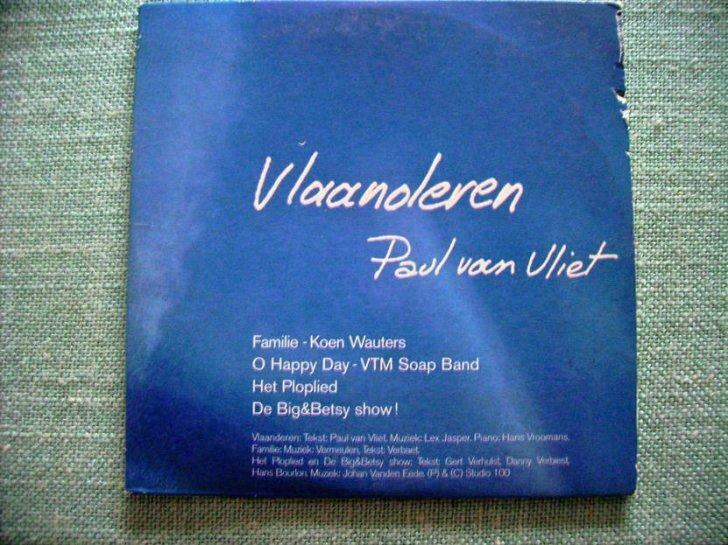 Vlaanderen
Paul van Vliet
Familie - Koen Wauters
O Happy Day - VTM Soap Band
Het Ploplied
De Big&Betsy show!
Vlaanderen: Tekst: Paul van Vliet. Muziek: Lex Jasper. Piano: Hans Vroomans.
Familie: Muziek: Vermeulen, Tekst: Verbaet.
Het Ploplied en De Big&Betsy show: Tekst: Gert Verhulst, Danny Verbiest,
Hans Bourlon. Muziek: Johan Vanden Eede. (P) & (C) Studio 100